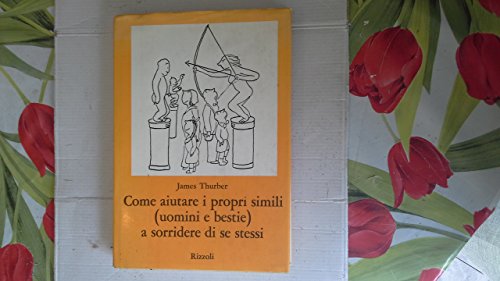 James Thurber
Come aiutare i propri simili
(uomini e bestie)
a sorridere di se stessi
Rizzoli